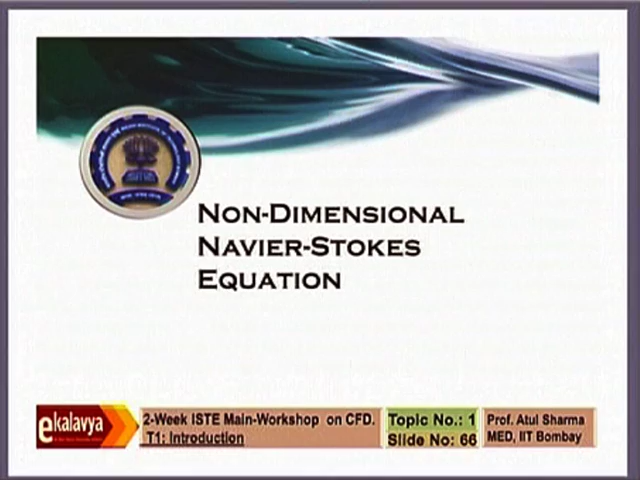 NON-DIMENSIONAL
NAVIER-STOKES
EQUATION
ekalavya
2-Week ISTE Main-Workshop on CFD.
T1: Introduction
Topic No.: 1
Slide No: 66
Prof. Atul Sharma
MED, IIT Bombay